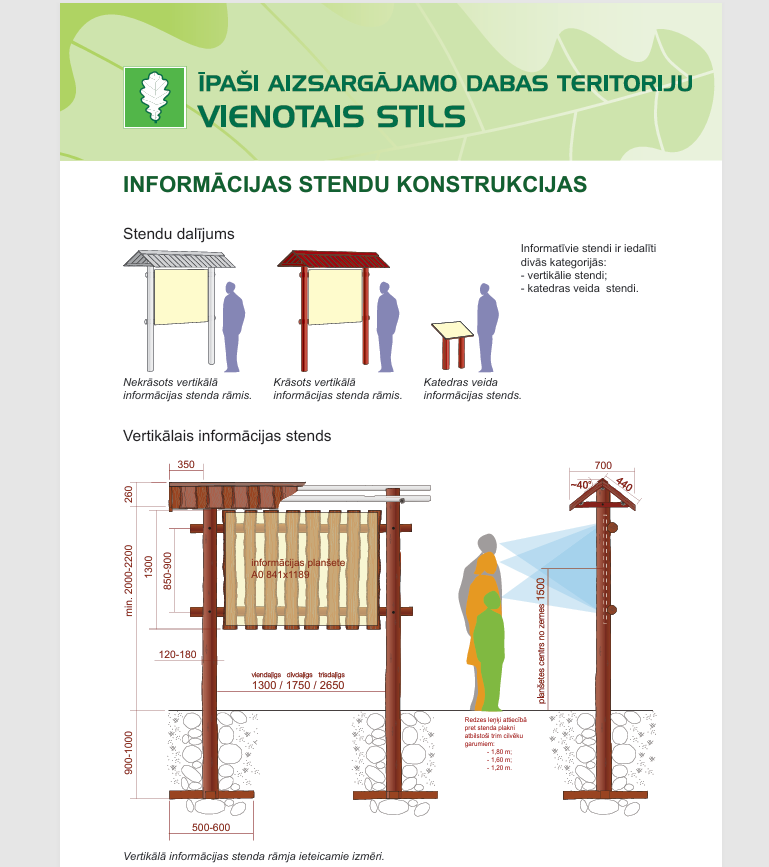 ĪPAŠI AIZSARGĀJAMO DABAS TERITORIJU
VIENOTAIS STILS
INFORMĀCIJAS STENDU KONSTRUKCIJAS
Stendu dalījums
Informatīvie stendi ir iedalīti
divās kategorijās:
- vertikālie stendi;
- katedras veida stendi.
Nekrāsots vertikālā
informācijas stenda rāmis.
Krāsots vertikālā
informācijas stenda rāmis.
Katedras veida
informācijas stends.
Vertikālais informācijas stends
350
260
min. 2000-2200
1300
850-900
informācijas planšete
A0 841x1189
120-180
viendaļīgs divdaļīgs trīsdaļīgs
1300 / 1750 / 2650
900-1000
500-600
700
~40°
440
planšetes centrs no zemes 1500
Redzes leņķi attiecībā
pret stenda plakni
atbilstoši trim cilvēku
garumiem:
- 1,80 m;
- 1,60 m;
- 1,20 m.
Vertikālā informācijas stenda rāmja ieteicamie izmēri.